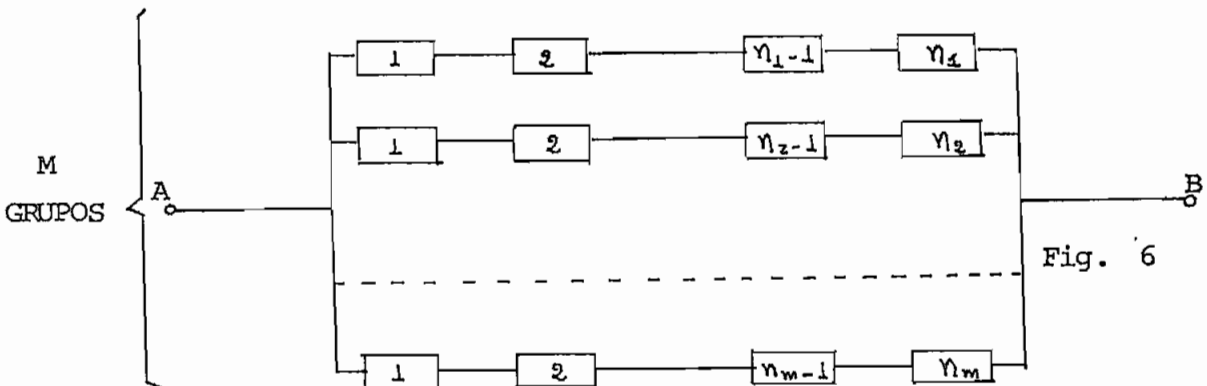 1 2 n1-1 n1
1 2 n2-1 n2
M
GRUPOS
A
B
Fig. 6
1 2 nm-1 nm